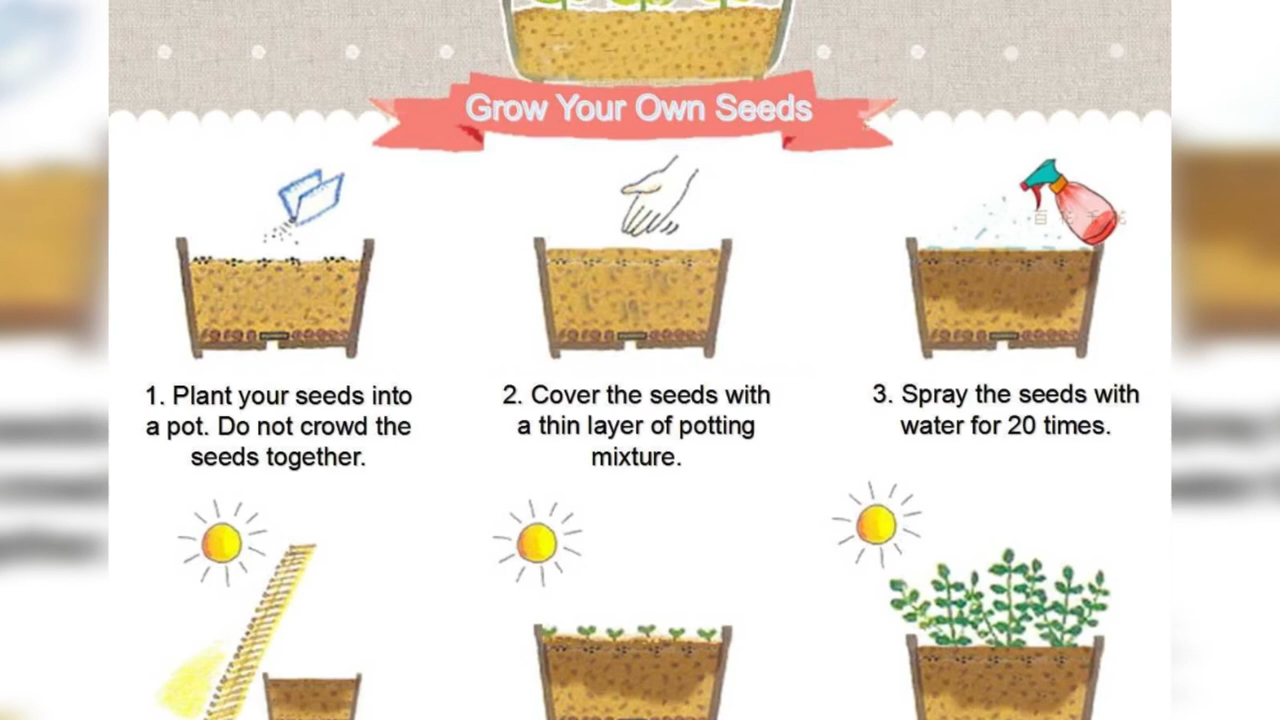 Grow Your Own Seeds
1. Plant your seeds into
a pot. Do not crowd the
seeds together.
2. Cover the seeds with
a thin layer of potting
mixture.
3. Spray the seeds with
water for 20 times.